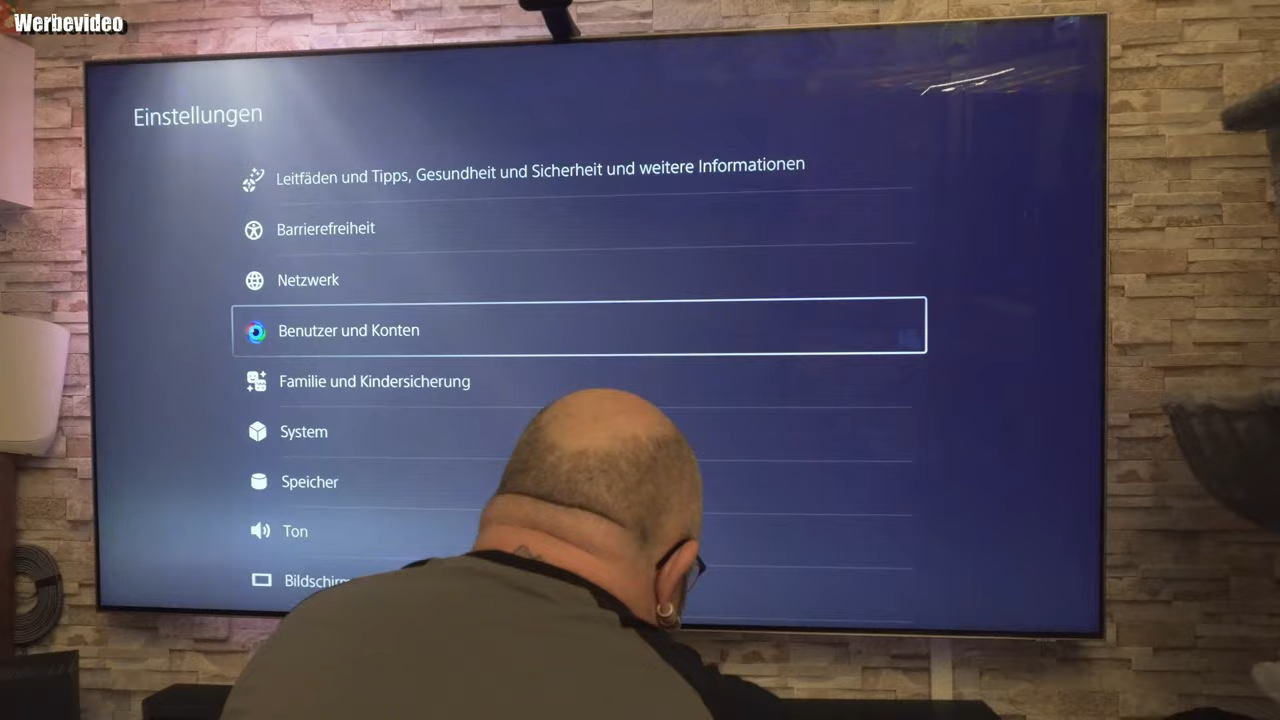 Werbevideo
Einstellungen
Leitfäden und Tipps, Gesundheit und Sicherheit und weitere Informationen
Barrierefreiheit
Netzwerk
Benutzer und Konten
Familie und Kindersicherung
System
Speicher
Ton